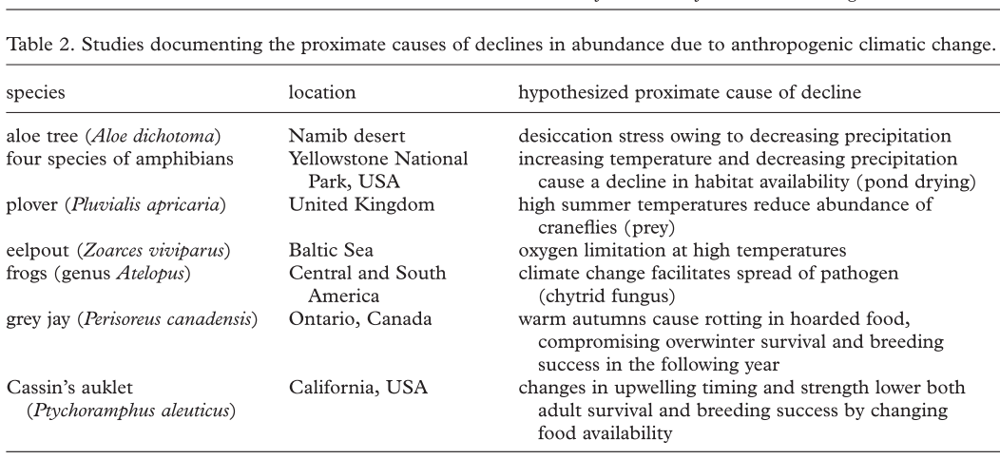 Table 2. Studies documenting the proximate causes of declines in abundance due to anthropogenic climatic change.
species location hypothesized proximate cause of decline
aloe tree (Aloe dichotoma) Namib desert desiccation stress owing to decreasing precipitation
four species of amphibians Yellowstone National increasing temperature and decreasing precipitation
Park, USA cause a decline in habitat availability (pond drying)
plover (Pluvialis apricaria) United Kingdom high summer temperatures reduce abundance of
craneflies (prey)
eelpout (Zoarces viviparus) Baltic Sea oxygen limitation at high temperatures
frogs (genus Atelopus) Central and South climate change facilitates spread of pathogen
America (chytrid fungus)
grey jay (Perisoreus canadensis) Ontario, Canada warm autumns cause rotting in hoarded food,
compromising overwinter survival and breeding
success in the following year
Cassin's auklet California, USA changes in upwelling timing and strength lower both
(Ptychoramphus aleuticus) adult survival and breeding success by changing
food availability